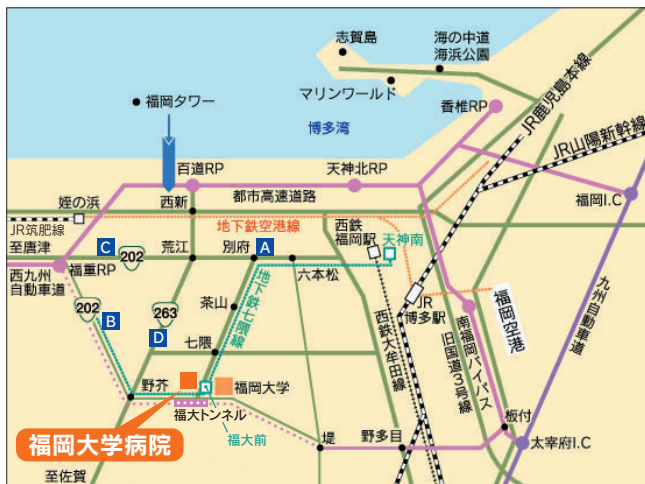 志賀島
海の中道
海浜公園
マリンワールド
福岡タワー
博多湾
香椎RP
JR鹿児島本線
JR山陽新幹線
百道RP
天神北RP
福岡I.C
都市高速道路
姪の浜
西新
JR筑肥線
地下鉄空港線
西鉄
福岡駅
天神南
至唐津
C
202
荒江
別府
A
六本松
福重RP
西九州
自動車道
地下鉄七隈線
九州自動車道
202
B
263
D
茶山
JR
博多駅
福岡空港
西鉄大牟田線
南福岡バイパス
旧国道3号線
七隈
野芥
福岡大学
福大トンネル
福大前
福岡大学病院
堤
野多目
板付
太宰府I.C
至佐賀